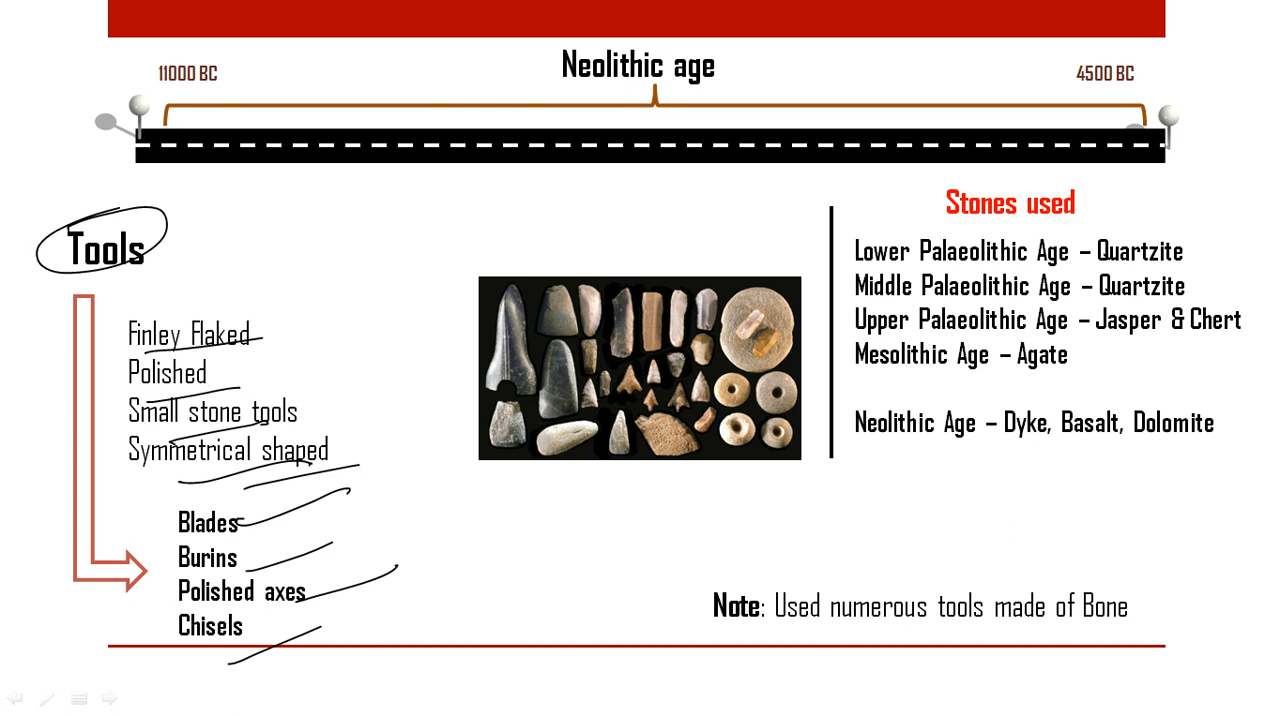 Neolithic age
11000 BC
4500 BC
Tools
Finley Flaked
Polished
Small stone tools
Symmetrical shaped
Blades
Burins
Polished axes
Chisels
Stones used
Lower Palaeolithic Age – Quartzite
Middle Palaeolithic Age – Quartzite
Upper Palaeolithic Age – Jasper & Chert
Mesolithic Age – Agate
Neolithic Age – Dyke, Basalt, Dolomite
Note: Used numerous tools made of Bone